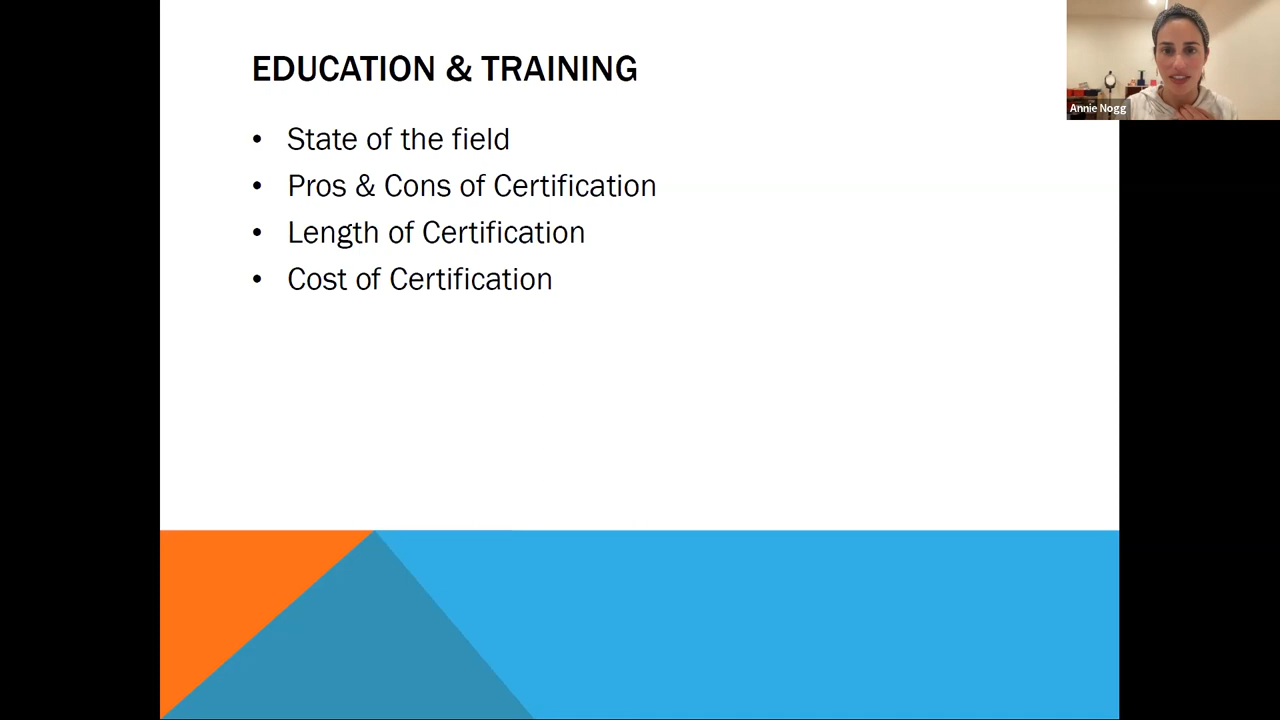 EDUCATION & TRAINING
• State of the field
• Pros & Cons of Certification
• Length of Certification
• Cost of Certification
Annie Nogg